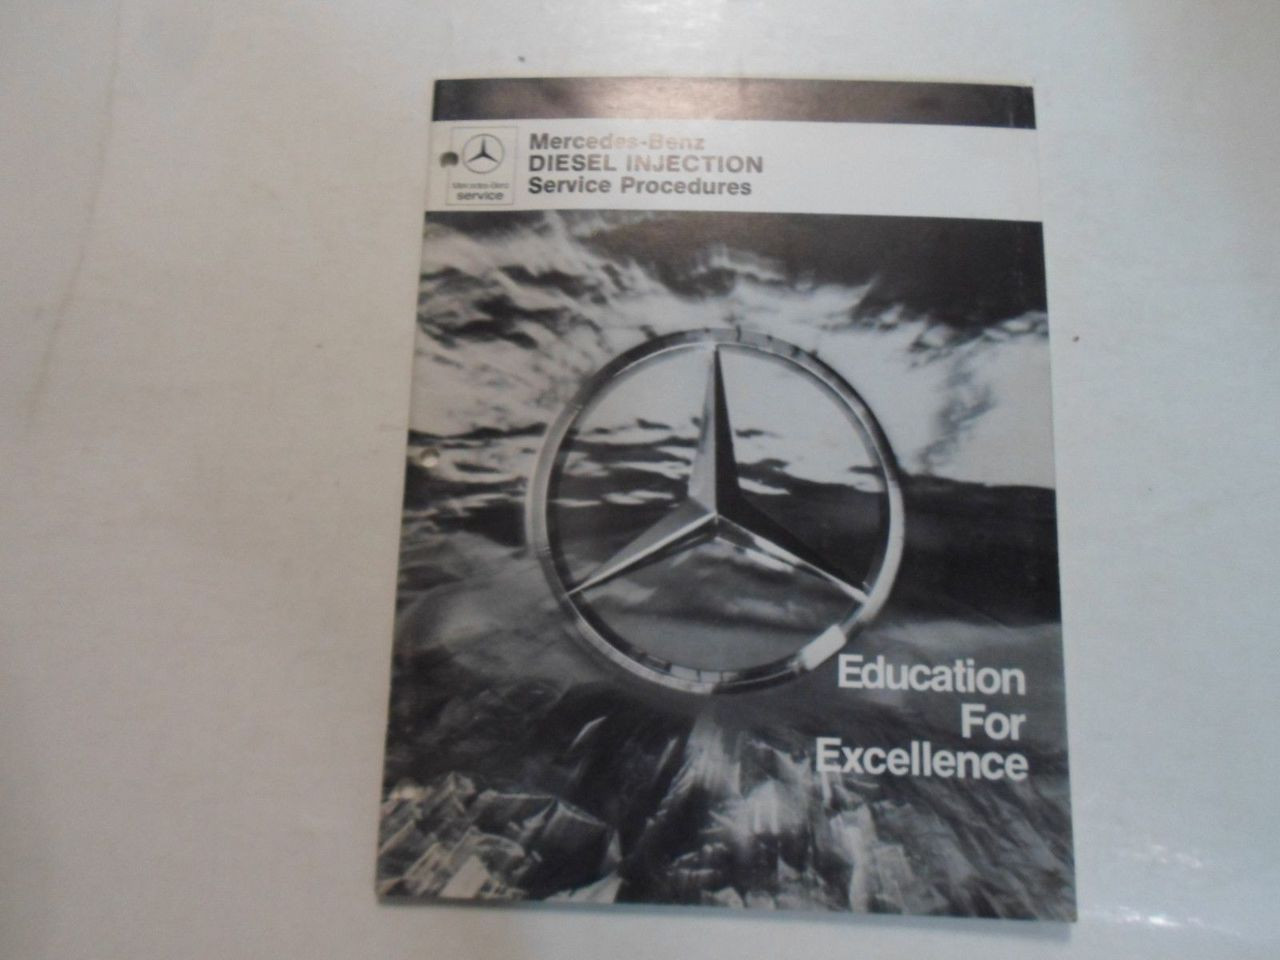 Mercedes-Benz
DIESEL INJECTION
Service Procedures
Mercedes-Benz
service
Education
For
Excellence